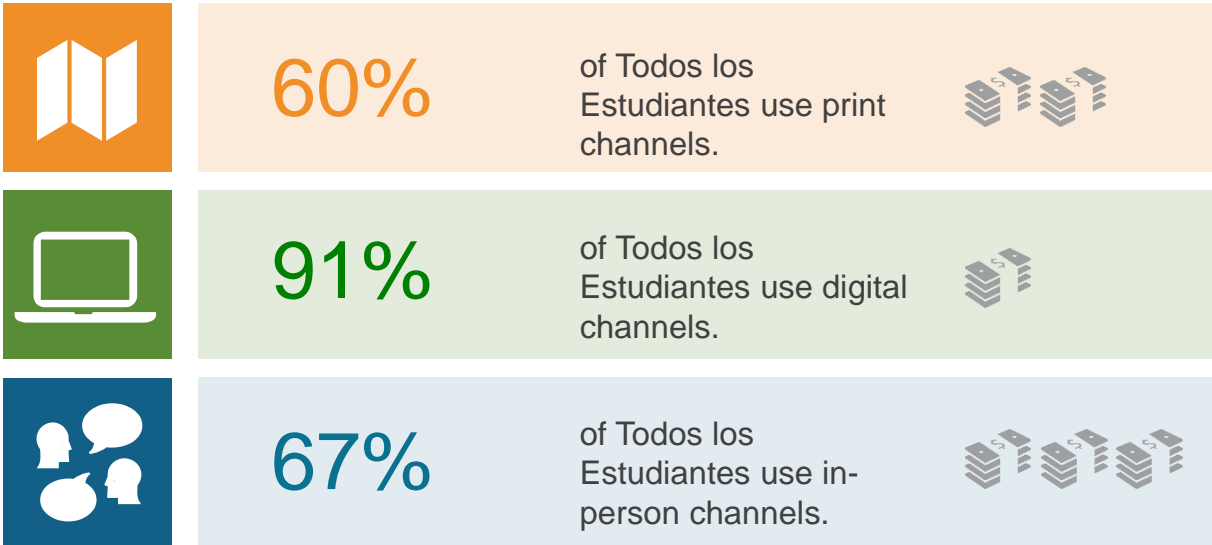 60%
of Todos los
Estudiantes use print
channels.
91%
of Todos los
Estudiantes use digital
channels.
67%
of Todos los
Estudiantes use in-
person channels.